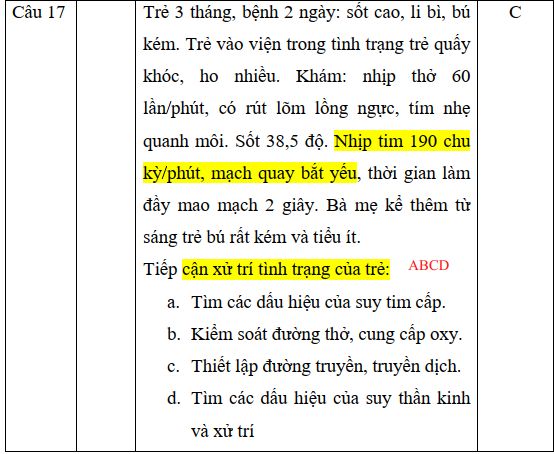 Câu 17
Trẻ 3 tháng, bệnh 2 ngày: sốt cao, li bì, bú
kém. Trẻ vào viện trong tình trạng trẻ quấy
khóc, ho nhiều. Khám: nhịp thở 60
lần/phút, có rút lõm lồng ngực, tím nhẹ
quanh môi. Sốt 38,5 độ. Nhịp tim 190 chu
kỳ/phút, mạch quay bắt yếu, thời gian làm
đầy mao mạch 2 giây. Bà mẹ kể thêm từ
sáng trẻ bú rất kém và tiểu ít.
Tiếp cận xử trí tình trạng của trẻ: ABCD
a. Tìm các dấu hiệu của suy tim cấp.
b. Kiểm soát đường thở, cung cấp oxy.
c. Thiết lập đường truyền, truyền dịch.
d. Tìm các dấu hiệu của suy thần kinh
và xử trí
C